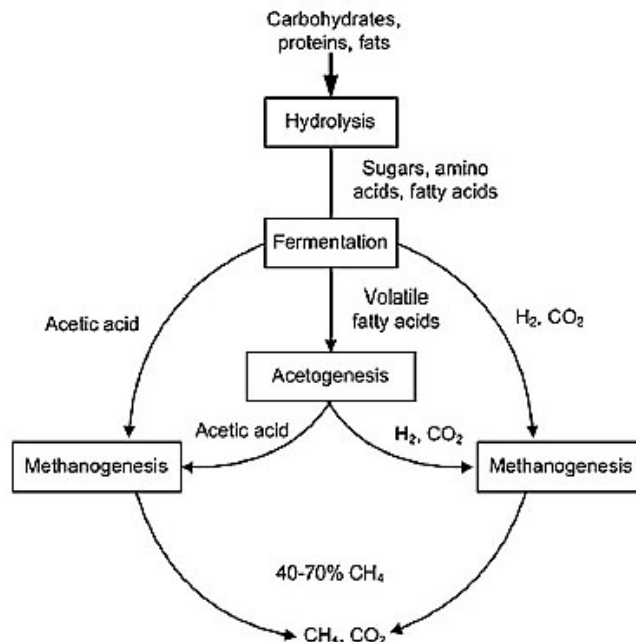 Carbohydrates,
proteins, fats
Hydrolysis
Sugars, amino
acids, fatty acids
Fermentation
Acetic acid
Volatile
fatty acids
H₂, CO₂
Acetogenesis
Acetic acid
H₂, CO₂
Methanogenesis
Methanogenesis
40-70% CH₄
CH₄, CO₂